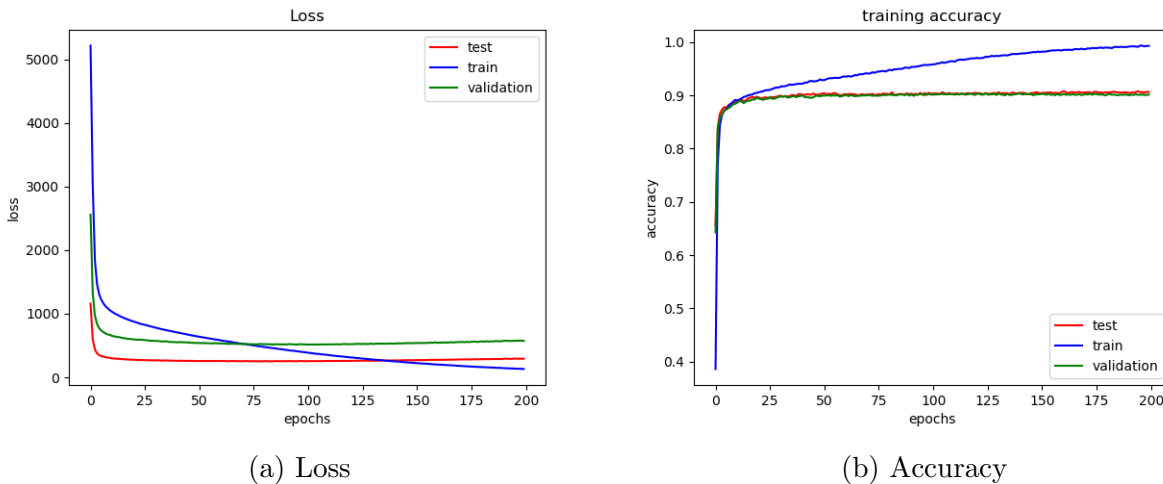 Loss
test
train
validation
5000
4000
3000
2000
1000
0
loss
0 25 50 75 100 125 150 175 200
epochs
(a) Loss
training accuracy
1.0
0.9
0.8
0.7
0.6
0.5
0.4
accuracy
test
train
validation
0 25 50 75 100 125 150 175 200
epochs
(b) Accuracy